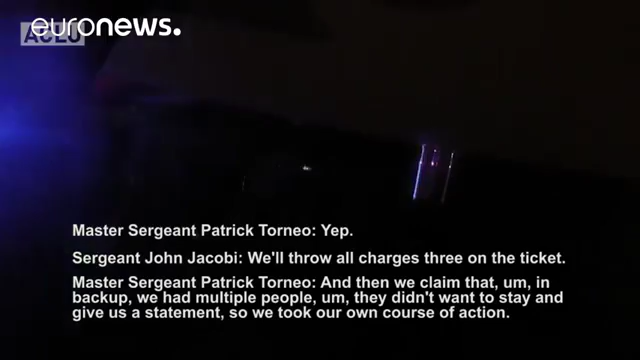 euronews.
ACLU
Master Sergeant Patrick Torneo: Yep.
Sergeant John Jacobi: We'll throw all charges three on the ticket.
Master Sergeant Patrick Torneo: And then we claim that, um, in
backup, we had multiple people, um, they didn't want to stay and
give us a statement, so we took our own course of action.